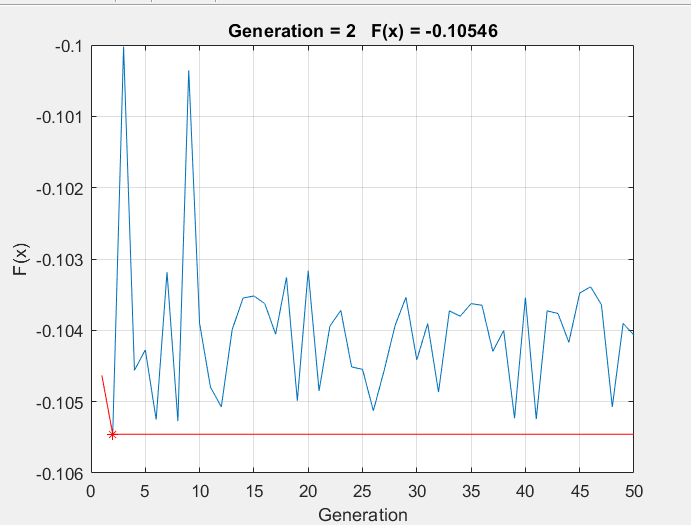 Generation = 2 F(x) = -0.10546
-0.1
-0.101
-0.102
-0.103
-0.104
-0.105
-0.106
F(x)
0 5 10 15 20 25 30 35 40 45 50
Generation